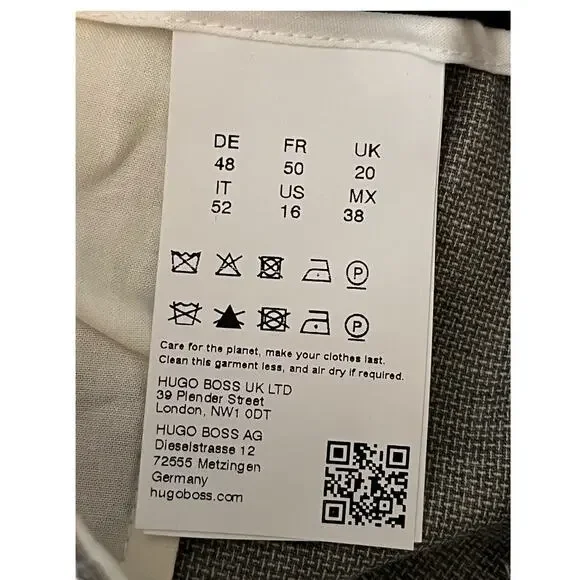 DE FR UK
48 50 20
IT US MX
52 16 38
P
P
Care for the planet, make your clothes last.
Clean this garment less, and air dry if required.
HUGO BOSS UK LTD
39 Plender Street
London, NW1 0DT
HUGO BOSS AG
Dieselstrasse 12
72555 Metzingen
Germany
hugoboss.com